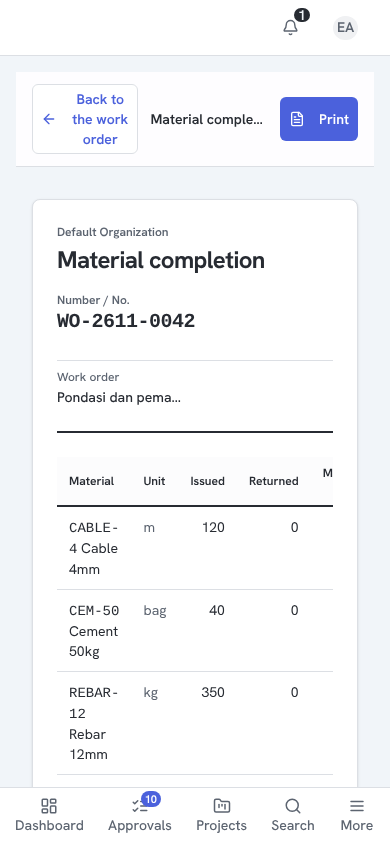 1
EA
Back to
the work
order
Material comple…
Print
Default Organization
Material completion
Number / No.
WO-2611-0042
Work order
Pondasi dan pema…
Material Unit Issued Returned M
CABLE- m 120 0
4 Cable
4mm
CEM-50 bag 40 0
Cement
50kg
REBAR- kg 350 0
12
Rebar
12mm
10
Dashboard Approvals Projects Search More